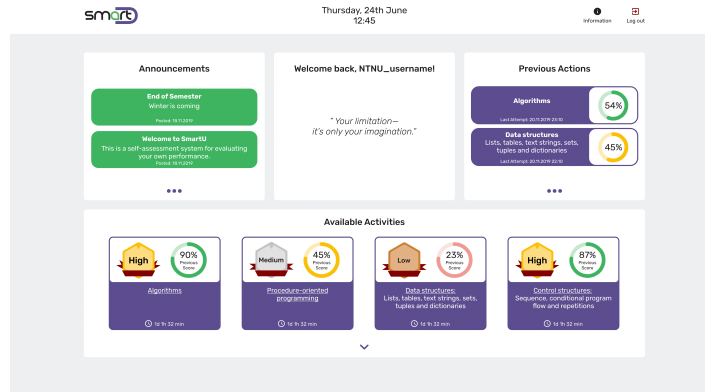 smart
Thursday, 24th June
12:45
Information
Log out
Announcements
End of Semester
Winter is coming
Posted: 19.11.2019
Welcome to SmartU
This is a self-assessment system for evaluating
your own performance.
Posted: 18.11.2019
Welcome back, NTNU_username!
" Your limitation—
it's only your imagination."
Previous Actions
Algorithms
Last Attempt: 20.11.2019 23:10
54%
Data structures
Lists, tables, text strings, sets,
tuples and dictionaries
Last Attempt: 20.11.2019 22:10
45%
Available Activities
High
90%
Previous
Score
Algorithms
1d 1h 32 min
Medium
45%
Previous
Score
Procedure-oriented
programming
1d 1h 32 min
Low
23%
Previous
Score
Data structures:
Lists, tables, text strings, sets,
tuples and dictionaries
1d 1h 32 min
High
87%
Previous
Score
Control structures:
Sequence, conditional program
flow and repetitions
1d 1h 32 min